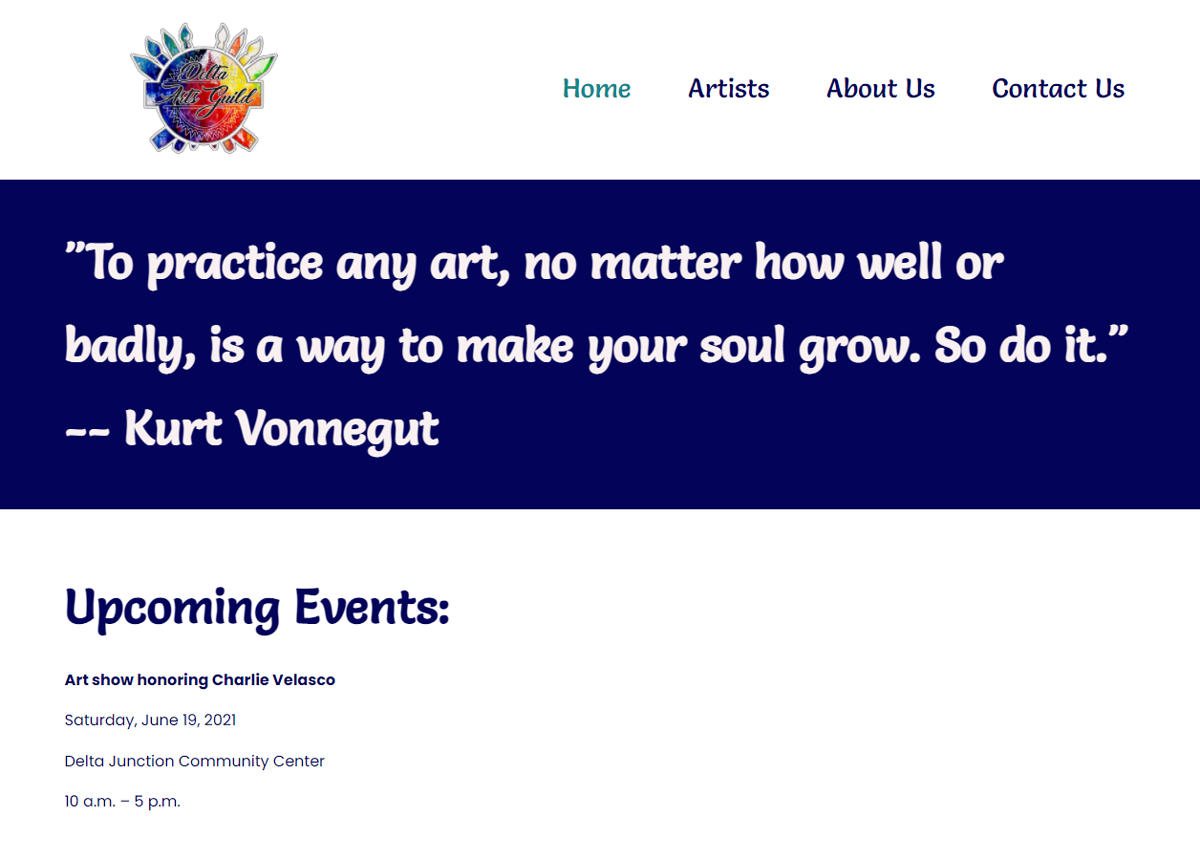 Delta
Arts Guild
Home Artists About Us Contact Us
"To practice any art, no matter how well or
badly, is a way to make your soul grow. So do it."
-- Kurt Vonnegut
Upcoming Events:
Art show honoring Charlie Velasco
Saturday, June 19, 2021
Delta Junction Community Center
10 a.m. – 5 p.m.